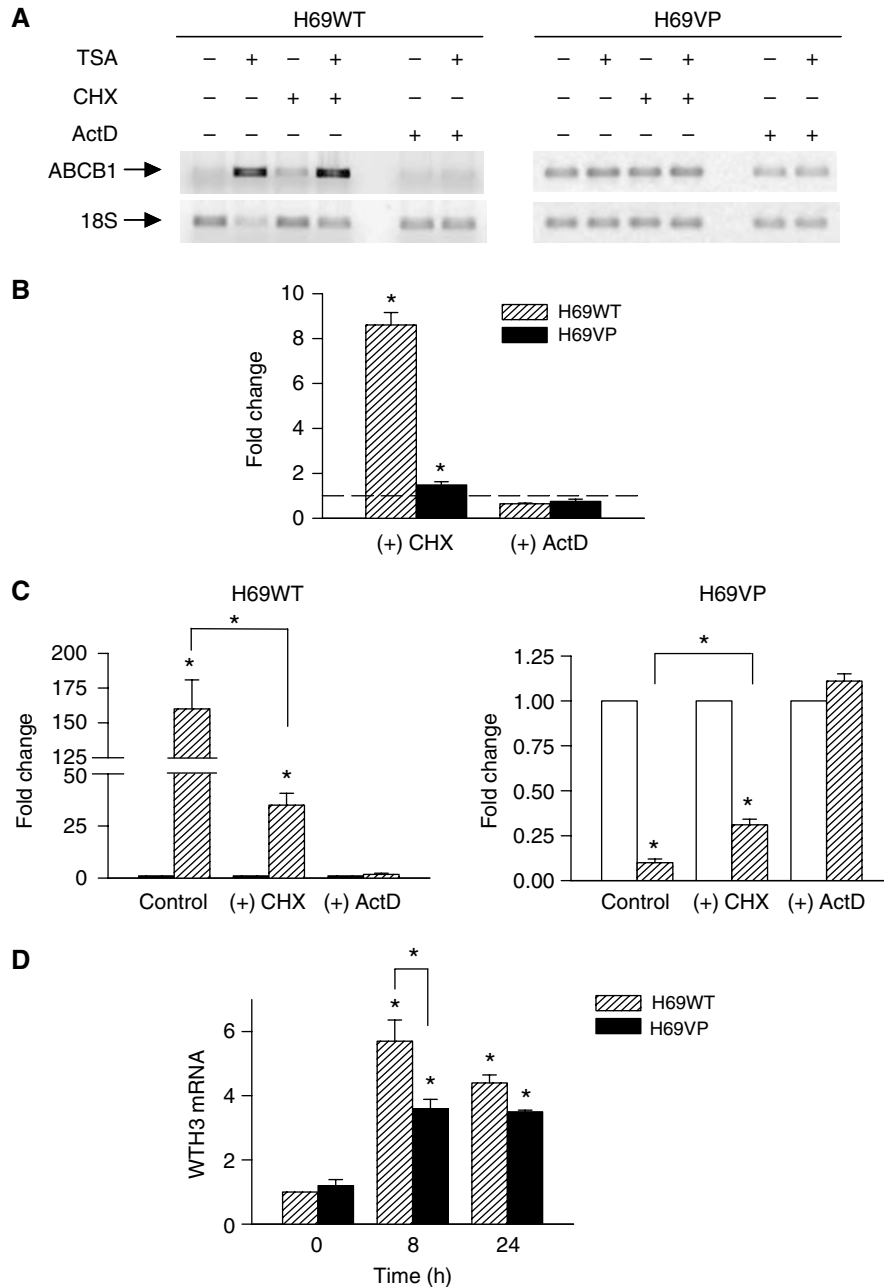 A
H69WT H69VP
TSA − + − + − + − + − + − +
CHX − − + + − − − − + + − −
ActD − − − − + + − − − − + +
ABCB1
18S
B
10
8
6
4
2
0
Fold change
* *
H69WT
H69VP
(+) CHX (+) ActD
C
H69WT
200
175
150
125
50
25
0
Fold change
* * *
Control (+) CHX (+) ActD
H69VP
1.25
1.00
0.75
0.50
0.25
0.00
Fold change
* * *
Control (+) CHX (+) ActD
D
6
4
2
0
WTH3 mRNA
* * * * *
H69WT
H69VP
0 8 24
Time (h)